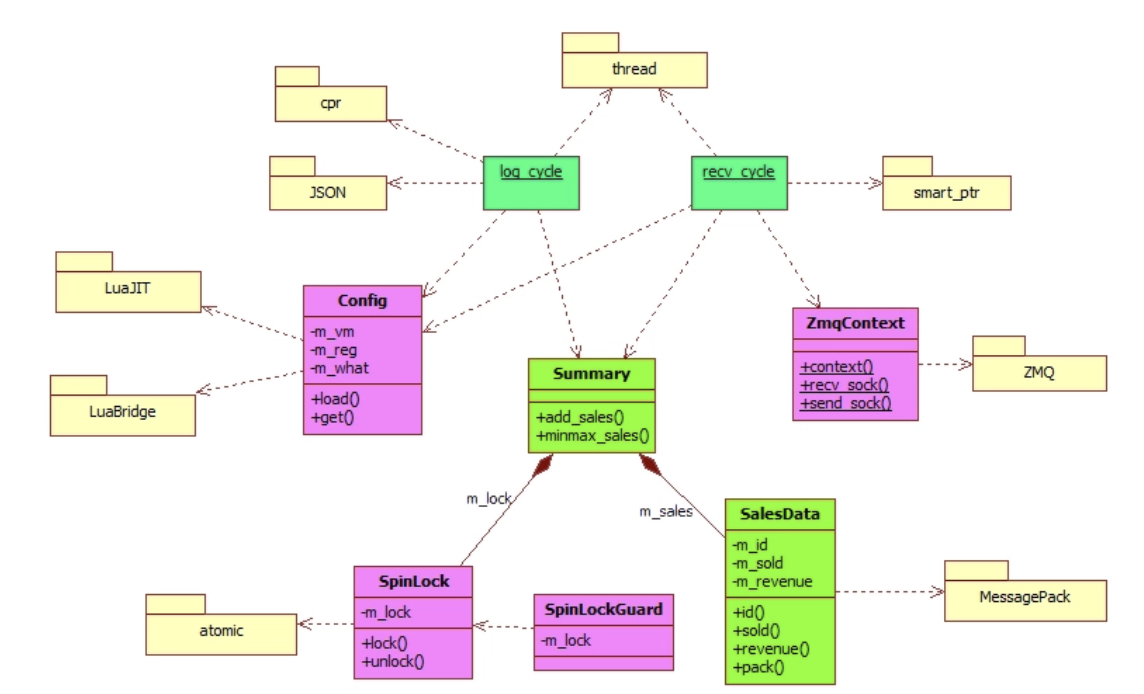 thread
cpr
log_cycle
recv_cycle
JSON
smart_ptr
LuaJIT
Config
-m_vm
-m_reg
-m_what
+load()
+get()
ZmqContext
+context()
+recv_sock()
+send_sock()
ZMQ
LuaBridge
Summary
+add_sales()
+minmax_sales()
m_lock
m_sales
SalesData
-m_id
-m_sold
-m_revenue
+id()
+sold()
+revenue()
+pack()
MessagePack
SpinLock
-m_lock
+lock()
+unlock()
SpinLockGuard
-m_lock
atomic